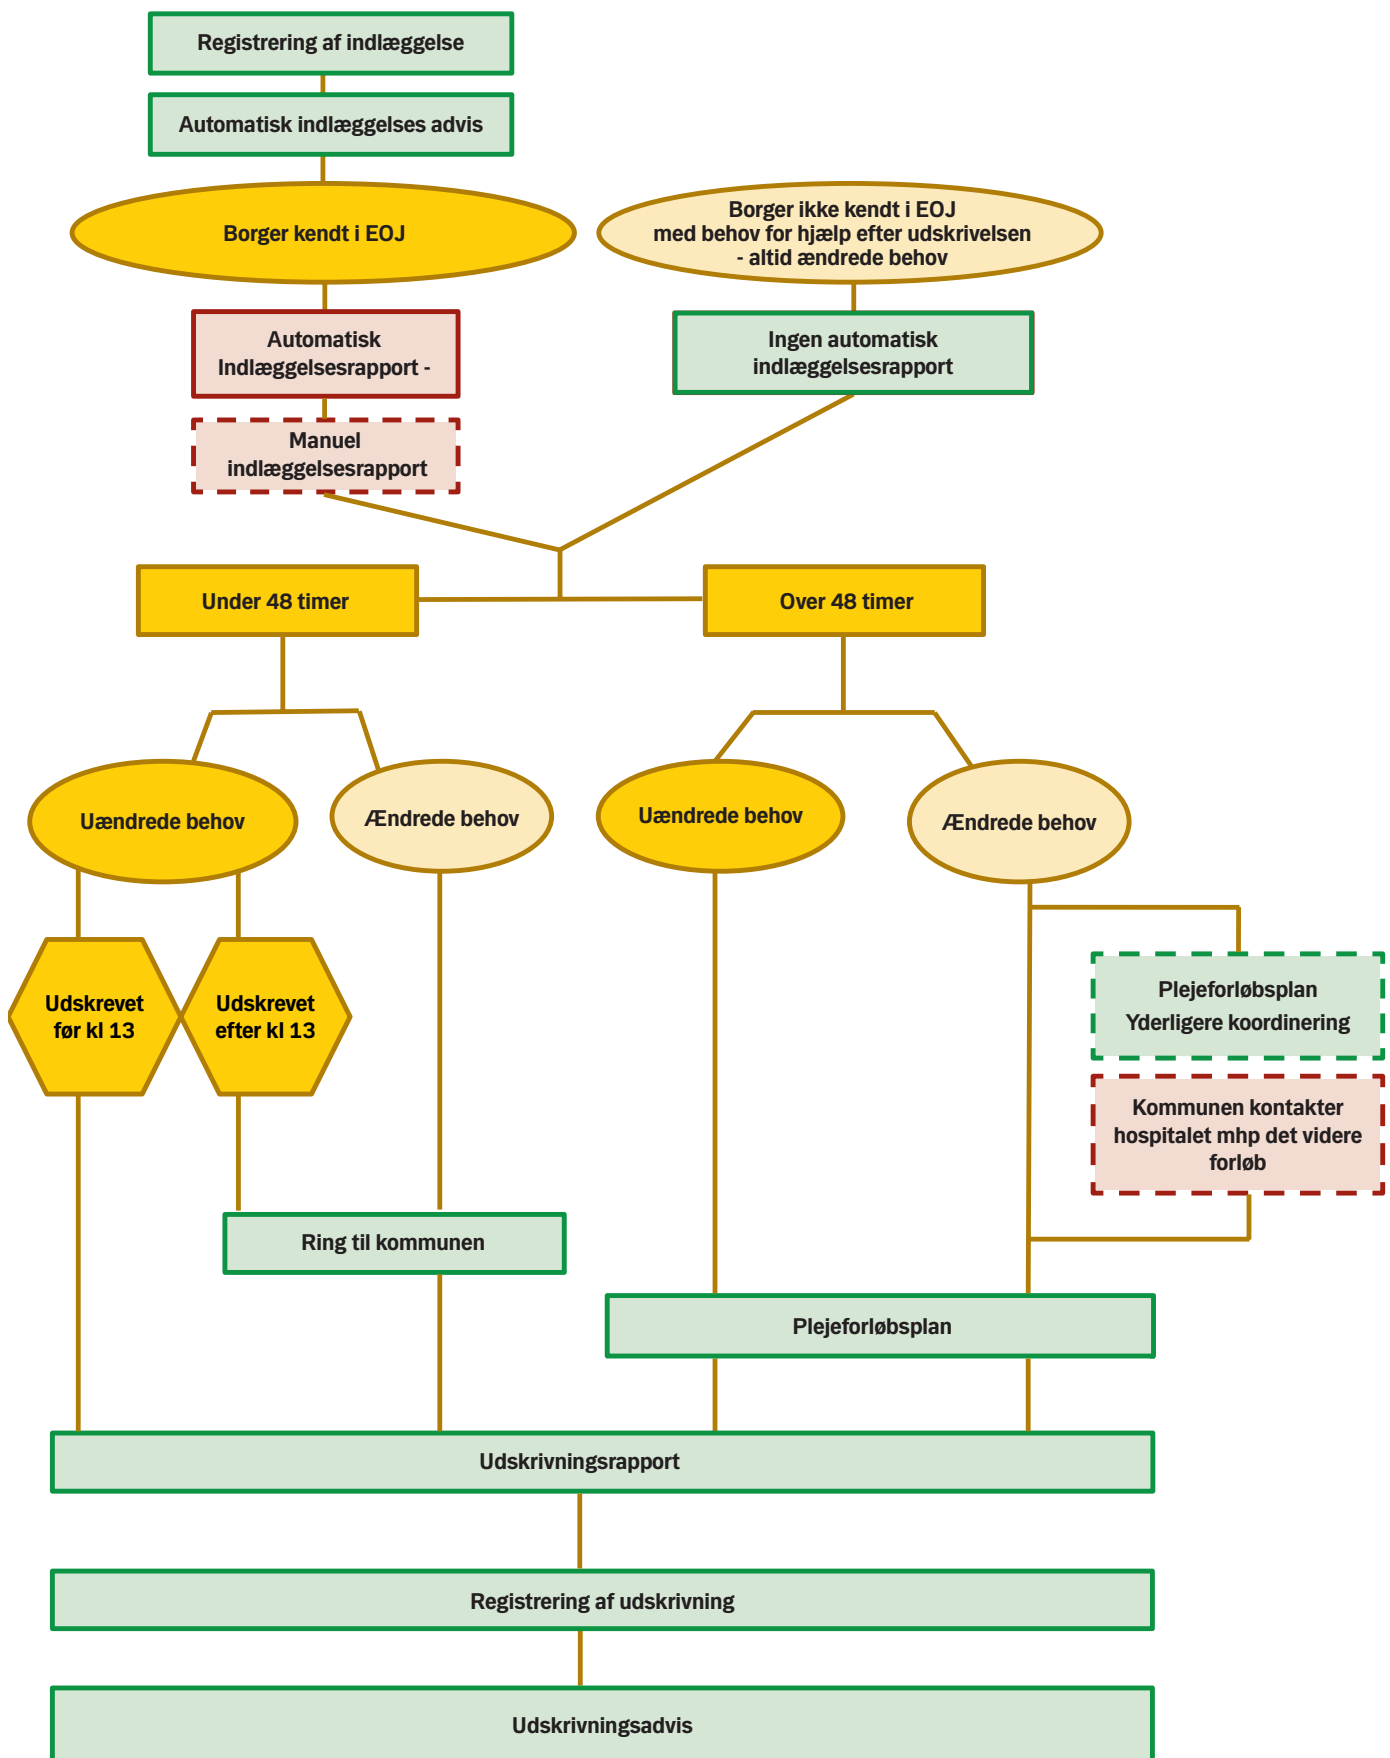 Registrering af indlæggelse
Automatisk indlæggelses advis
Borger kendt i EOJ
Borger ikke kendt i EOJ
med behov for hjælp efter udskrivelsen
- altid ændrede behov
Automatisk
Indlæggelsesrapport -
Ingen automatisk
indlæggelsesrapport
Manuel
indlæggelsesrapport
Under 48 timer
Over 48 timer
Uændrede behov
Ændrede behov
Uændrede behov
Ændrede behov
Udskrevet
før kl 13
Udskrevet
efter kl 13
Plejeforløbsplan
Yderligere koordinering
Kommunen kontakter
hospitalet mhp det videre
forløb
Ring til kommunen
Plejeforløbsplan
Udskrivningsrapport
Registrering af udskrivning
Udskrivningsadvis